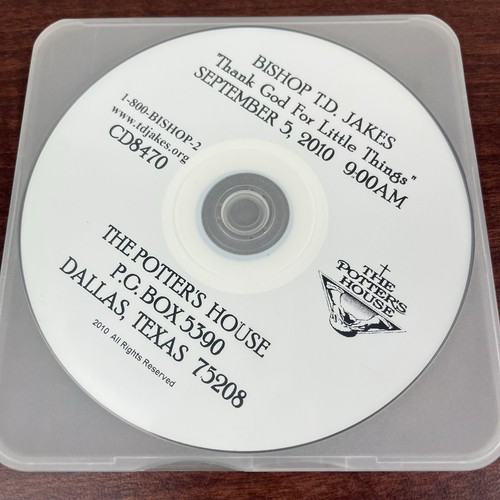 BISHOP T.D JAKES
"Thank God For Little Things"
SEPTEMBER 5, 2010 9:00AM
1-800-BISHOP-2
www.tdjakes.org
CD8470
THE
POTTER'S
HOUSE
THE POTTER'S HOUSE
P.O. BOX 5390
DALLAS, TEXAS 75208
2010 All Rights Reserved